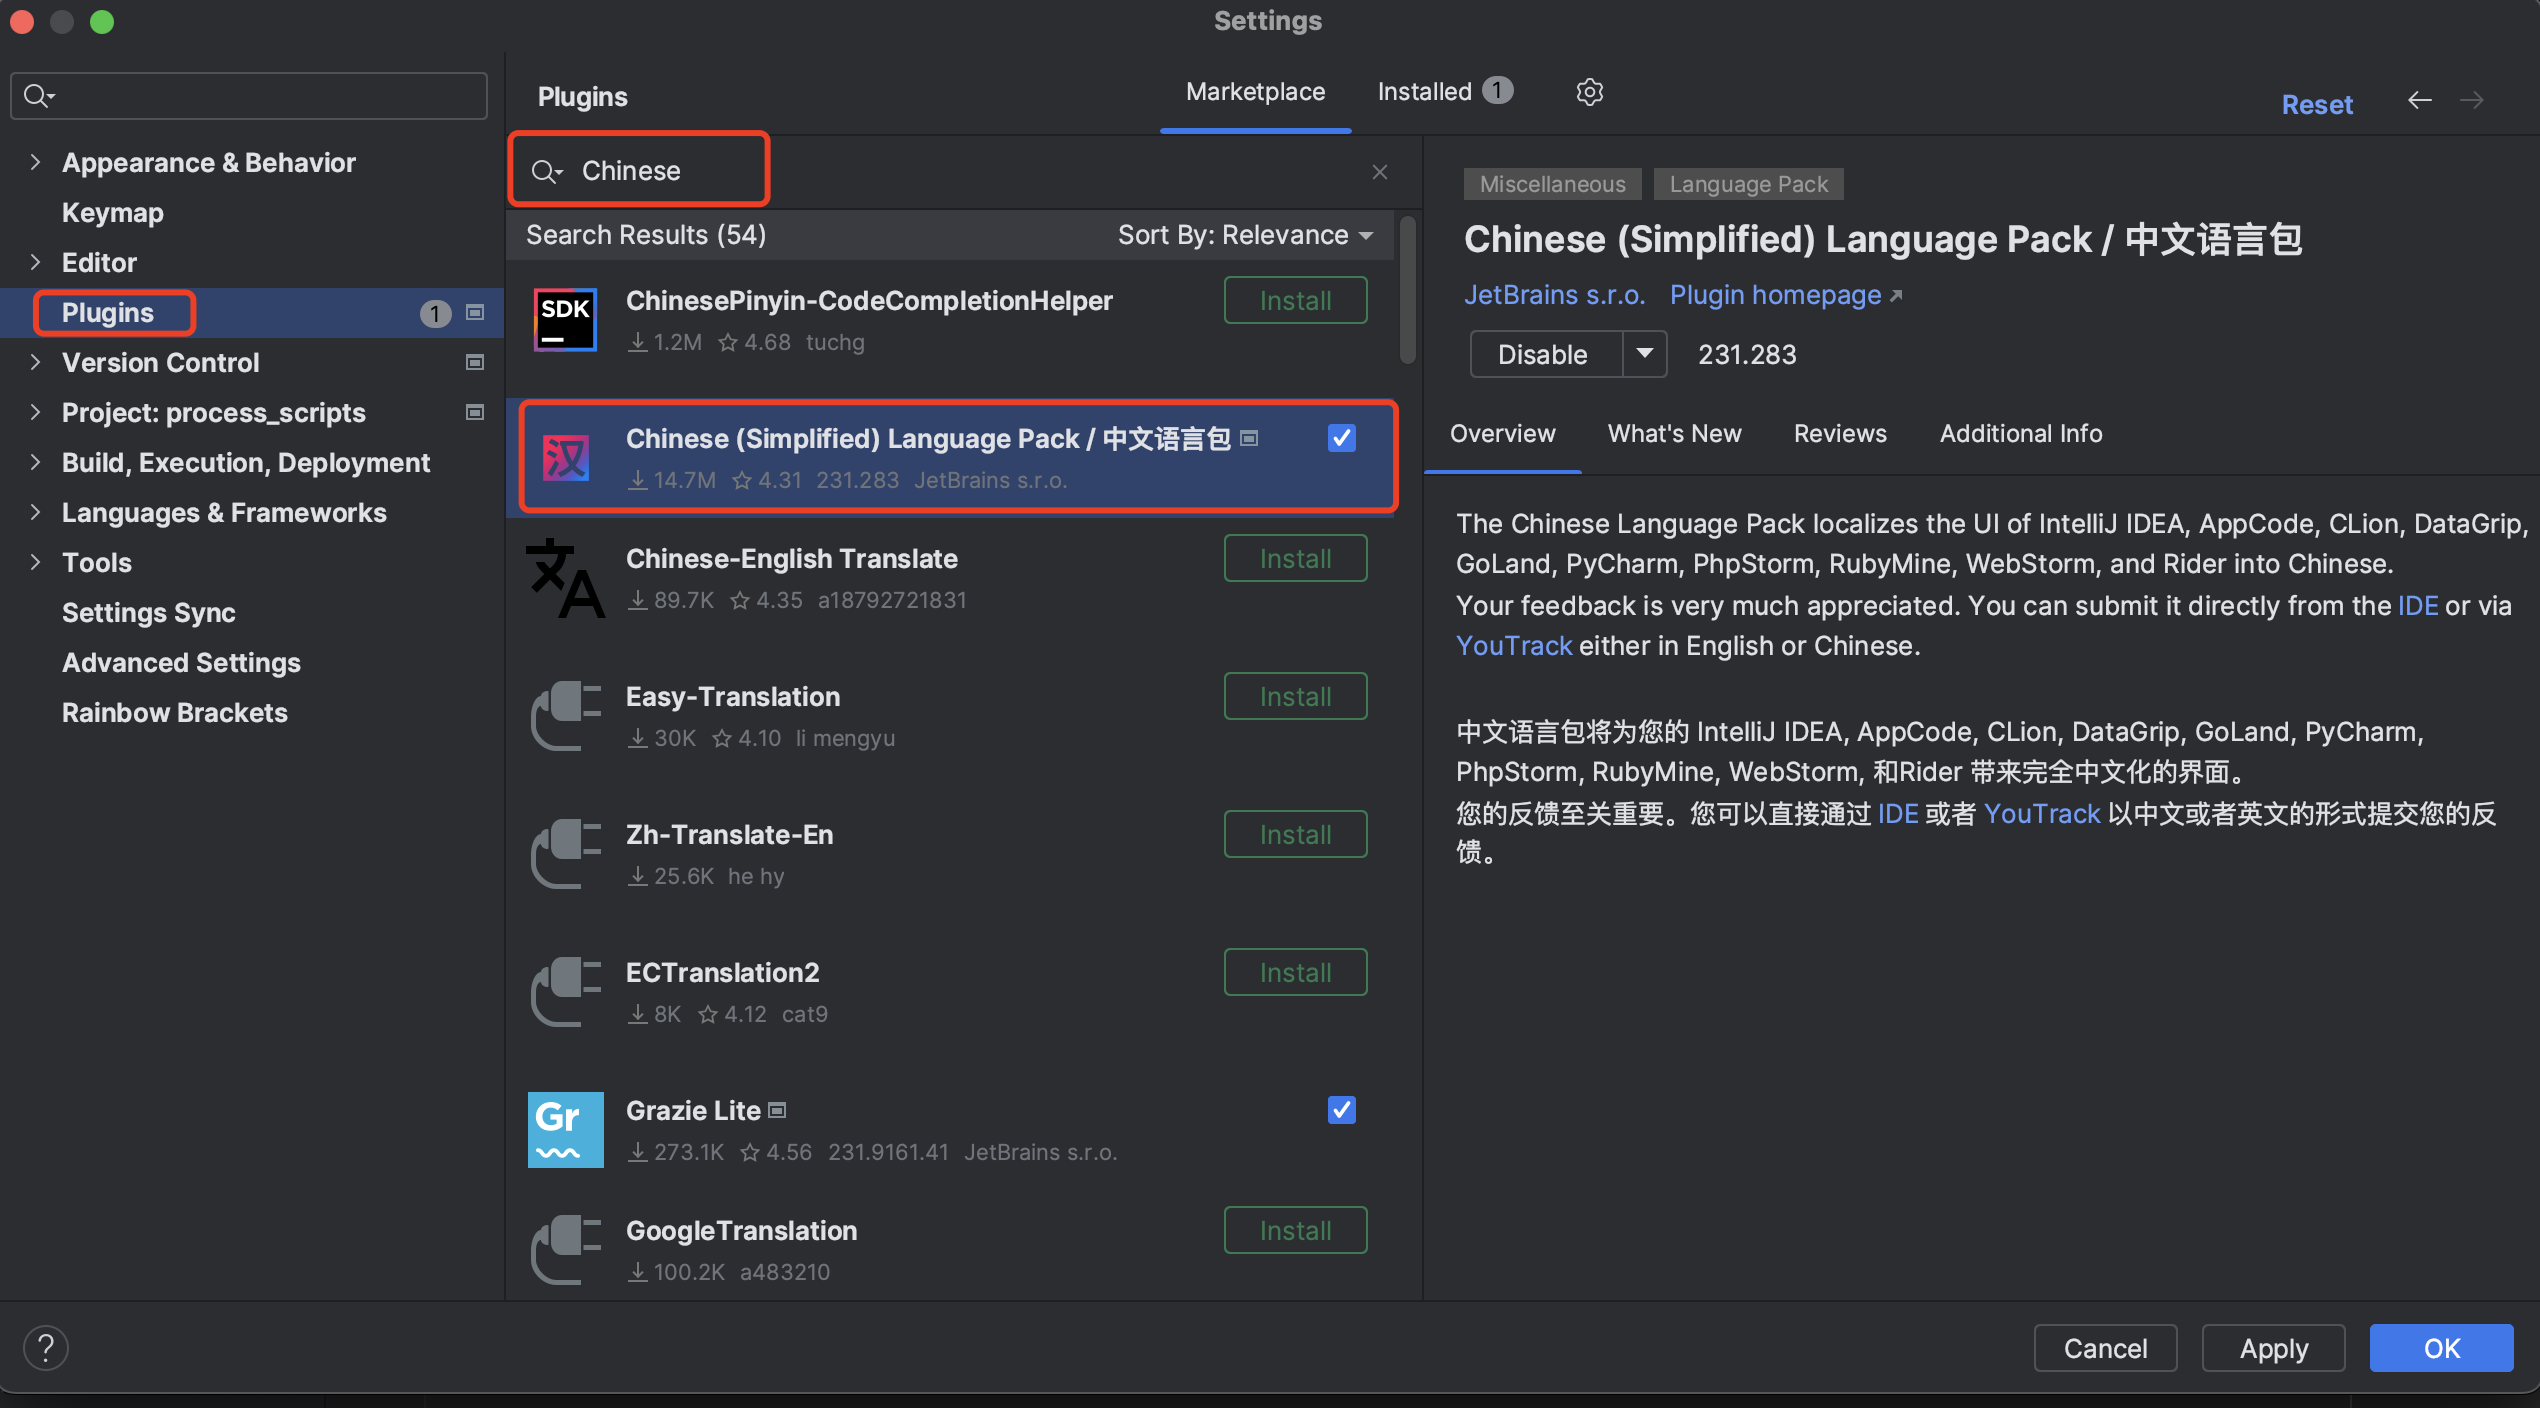 Settings
Plugins
Marketplace
Installed 1
Reset
Appearance & Behavior
Keymap
Editor
Plugins 1
Version Control
Project: process_scripts
Build, Execution, Deployment
Languages & Frameworks
Tools
Settings Sync
Advanced Settings
Rainbow Brackets
Chinese
Search Results (54) Sort By: Relevance
SDK
ChinesePinyin-CodeCompletionHelper Install
1.2M 4.68 tuchg
汉
Chinese (Simplified) Language Pack / 中文语言包
14.7M 4.31 231.283 JetBrains s.r.o.
文A
Chinese-English Translate Install
89.7K 4.35 a18792721831
Easy-Translation Install
30K 4.10 li mengyu
Zh-Translate-En Install
25.6K he hy
ECTranslation2 Install
8K 4.12 cat9
Gr
Grazie Lite
273.1K 4.56 231.9161.41 JetBrains s.r.o.
GoogleTranslation Install
100.2K a483210
Miscellaneous Language Pack
Chinese (Simplified) Language Pack / 中文语言包
JetBrains s.r.o. Plugin homepage
Disable 231.283
Overview What's New Reviews Additional Info
The Chinese Language Pack localizes the UI of IntelliJ IDEA, AppCode, CLion, DataGrip,
GoLand, PyCharm, PhpStorm, RubyMine, WebStorm, and Rider into Chinese.
Your feedback is very much appreciated. You can submit it directly from the IDE or via
YouTrack either in English or Chinese.
中文语言包将为您的 IntelliJ IDEA, AppCode, CLion, DataGrip, GoLand, PyCharm,
PhpStorm, RubyMine, WebStorm, 和Rider 带来完全中文化的界面。
您的反馈至关重要。您可以直接通过 IDE 或者 YouTrack 以中文或者英文的形式提交您的反
馈。
?
Cancel Apply OK